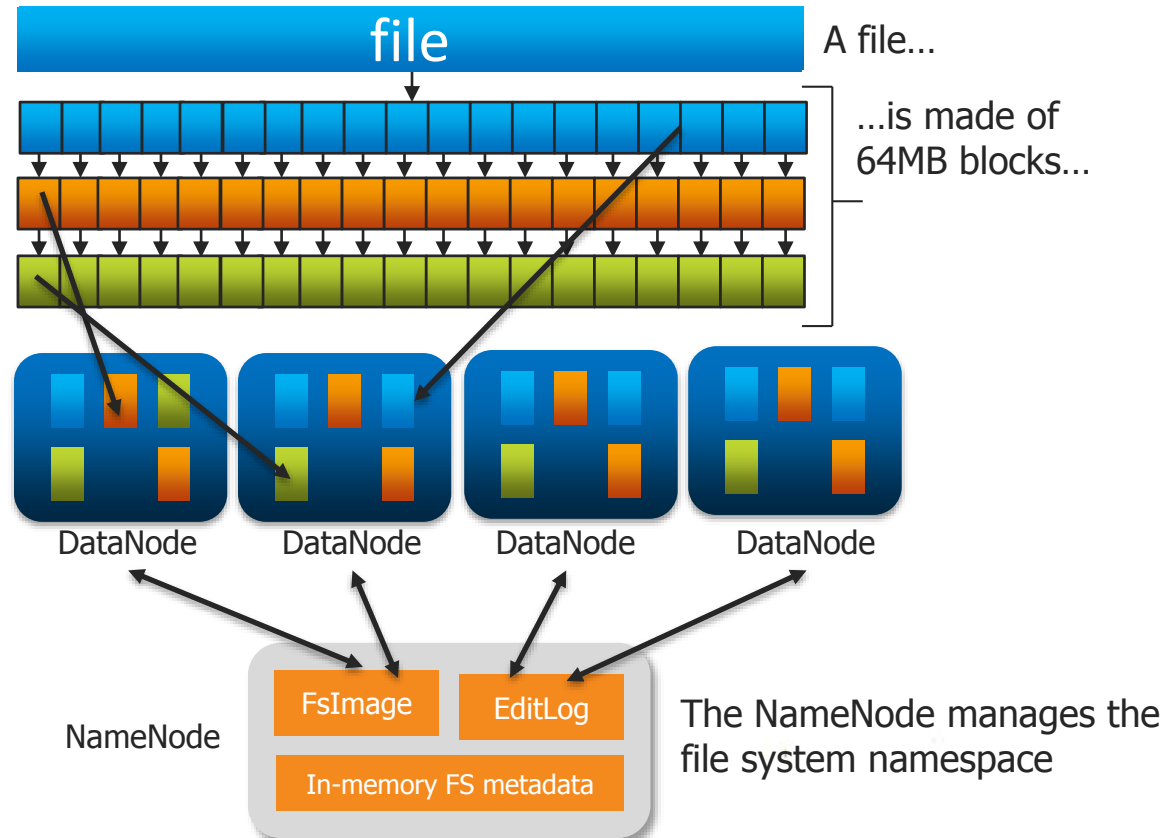 file
A file…
…is made of
64MB blocks…
DataNode
DataNode
DataNode
DataNode
NameNode
FsImage
EditLog
In-memory FS metadata
The NameNode manages the
file system namespace